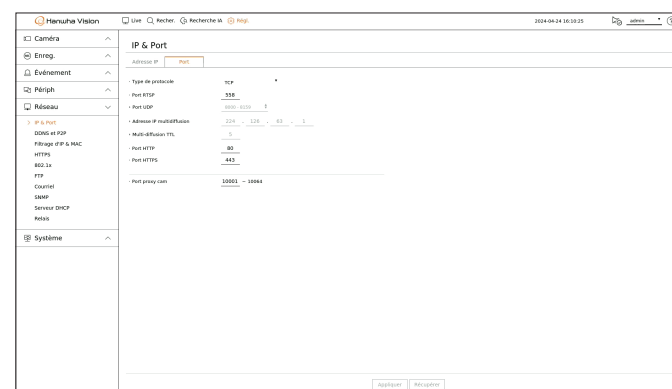 Hanwha Vision
Live Recher. Recherche IA Régl.
2024-04-24 16:10:25 admin
Caméra
Enreg.
Événement
Périph
Réseau
IP & Port
DDNS et P2P
Filtrage d'IP & MAC
HTTPS
802.1x
FTP
Courriel
SNMP
Serveur DHCP
Relais
Système
IP & Port
Adresse IP Port
Type de protocole TCP
Port RTSP 558
Port UDP
Adresse IP multidiffusion 224 . 128 . 63 . 1
Multi-diffusion TTL 5
Port HTTP 80
Port HTTPS 443
Port proxy cam 10001 ~ 10064
Appliquer Récupérer